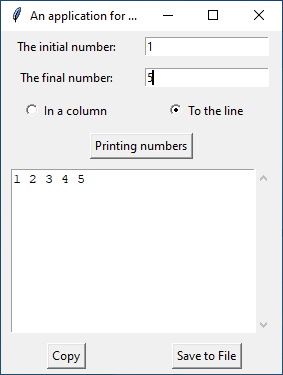 An application for ...
The initial number: 1
The final number: 5
In a column To the line
Printing numbers
1 2 3 4 5
Copy Save to File